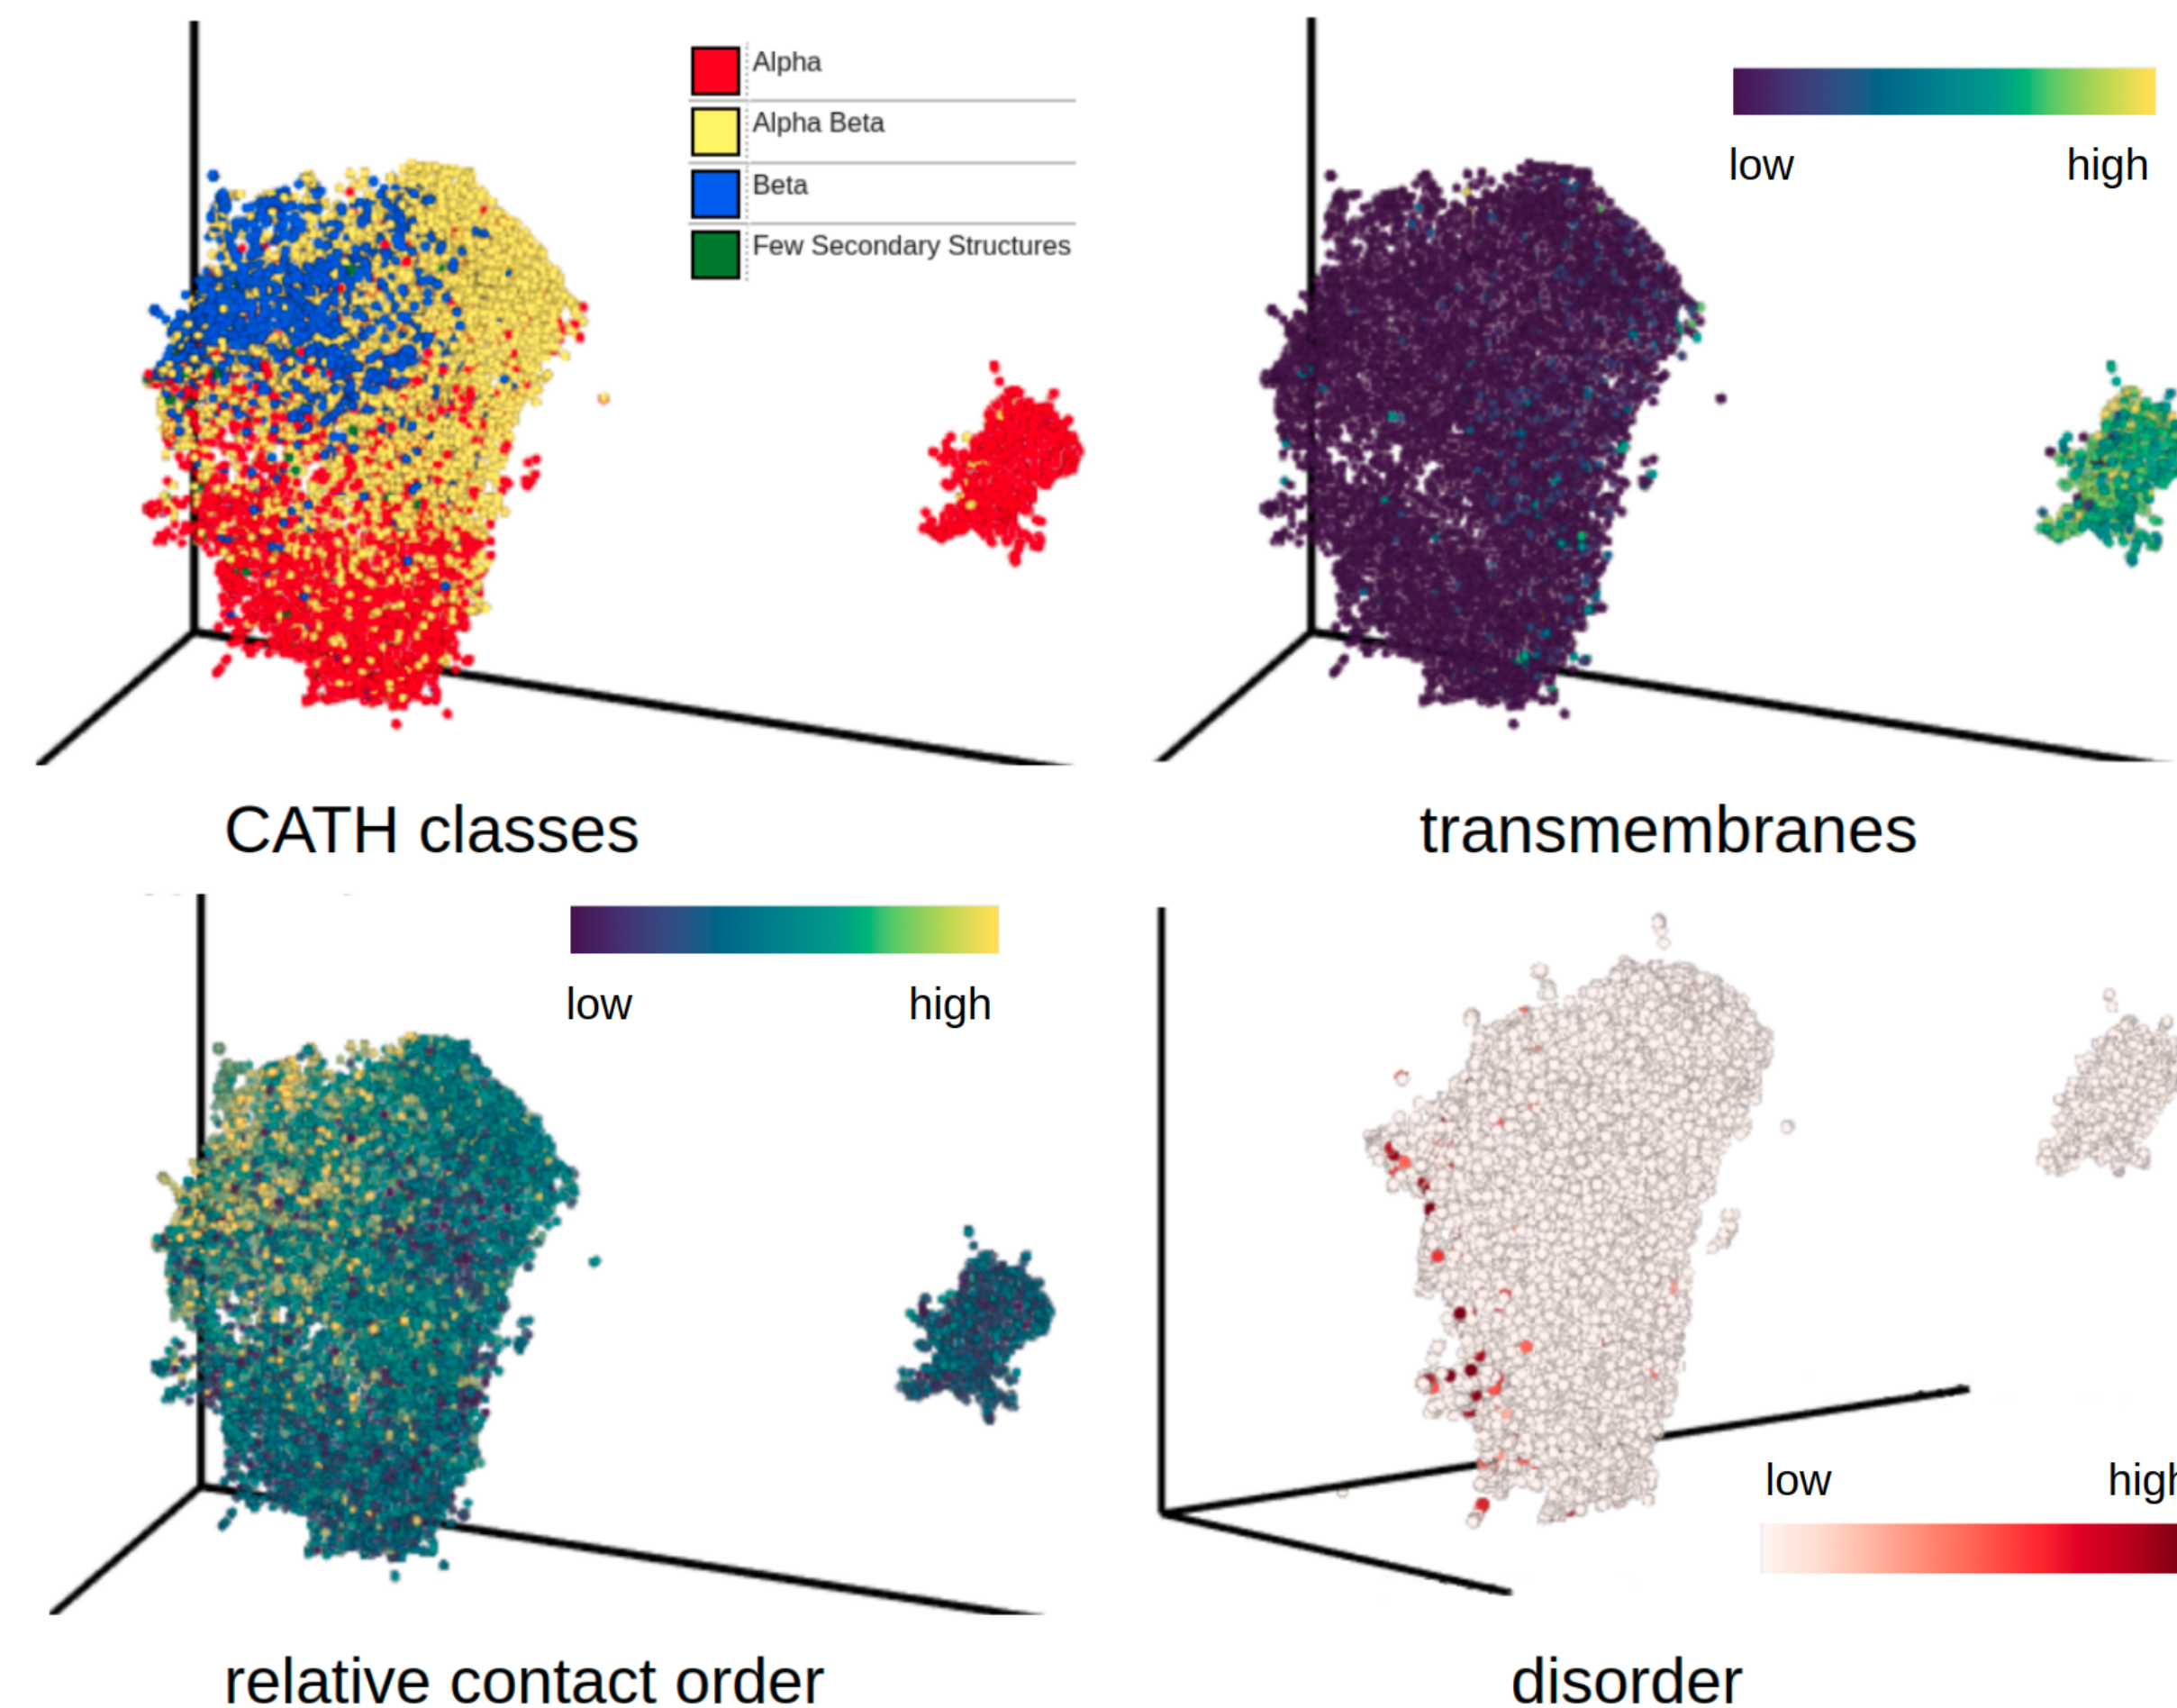 Alpha
Alpha Beta
Beta
Few Secondary Structures
low high
CATH classes
transmembranes
low high
low high
relative contact order
disorder